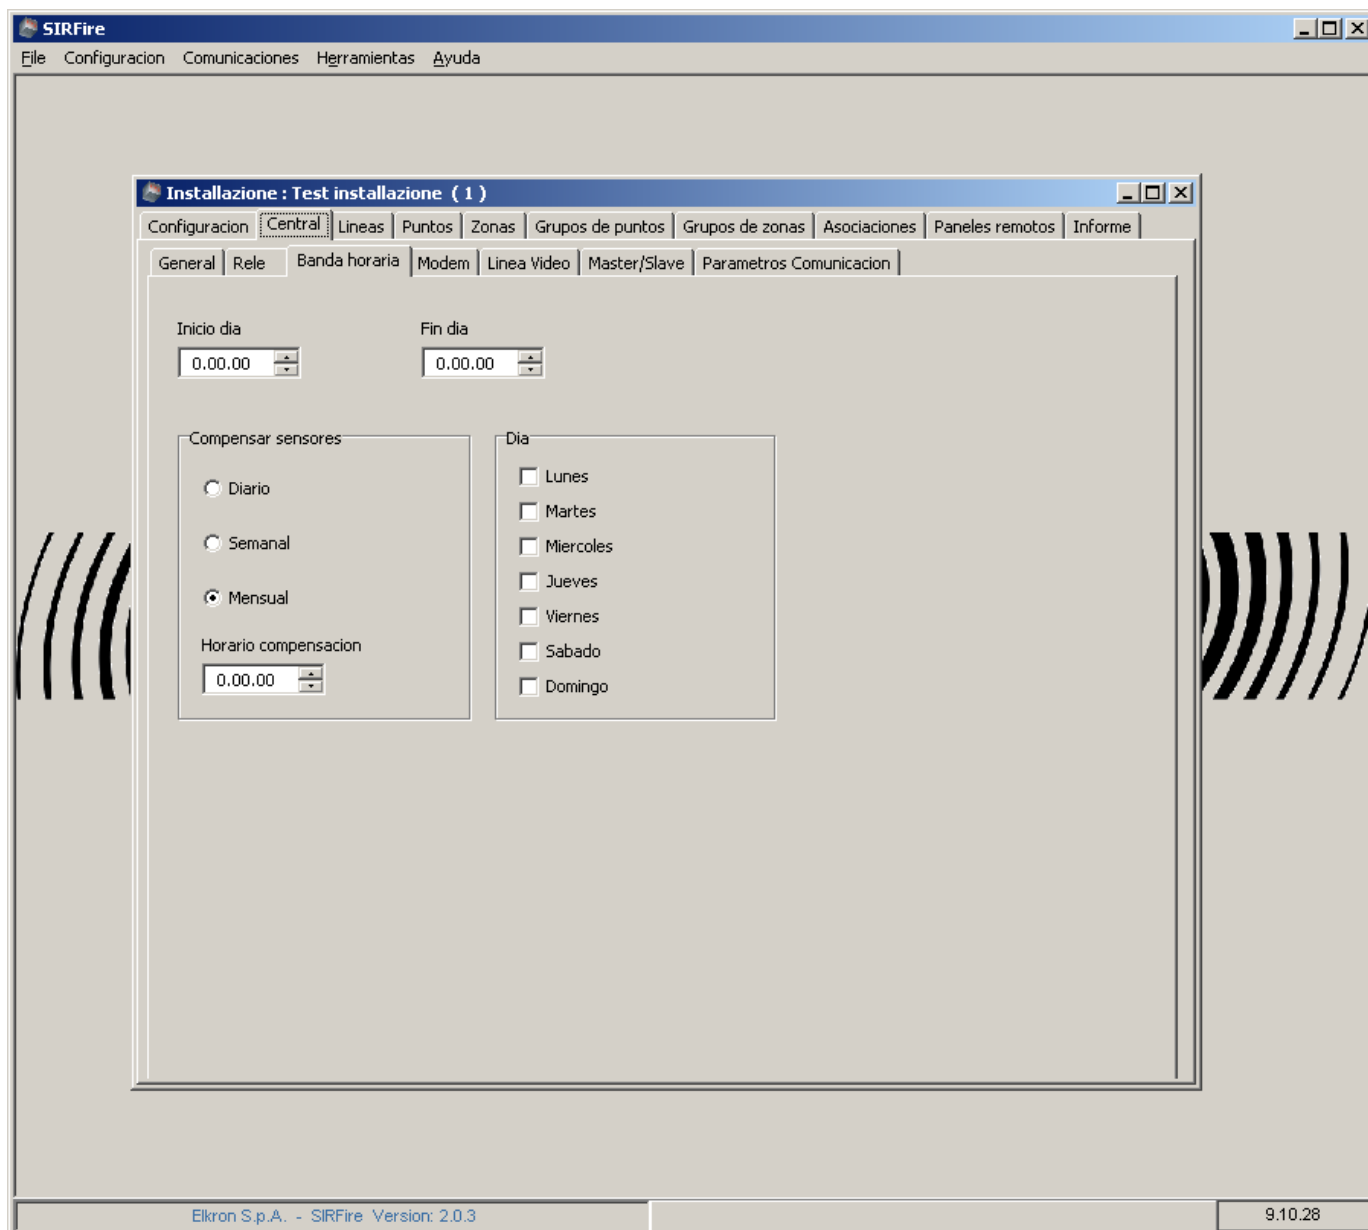 SIRFire
File Configuracion Comunicaciones Herramientas Ayuda
Installazione : Test installazione ( 1 )
Configuracion Central Lineas Puntos Zonas Grupos de puntos Grupos de zonas Asociaciones Paneles remotos Informe
General Rele Banda horaria Modem Linea Video Master/Slave Parametros Comunicacion
Inicio dia Fin dia
0.00.00 0.00.00
Compensar sensores Dia
Lunes
Diario
Martes
Semanal Miercoles
Jueves
Mensual
Viernes
Horario compensacion Sabado
0.00.00 Domingo
Elkron S.p.A. - SIRFire Version: 2.0.3 9.10.28